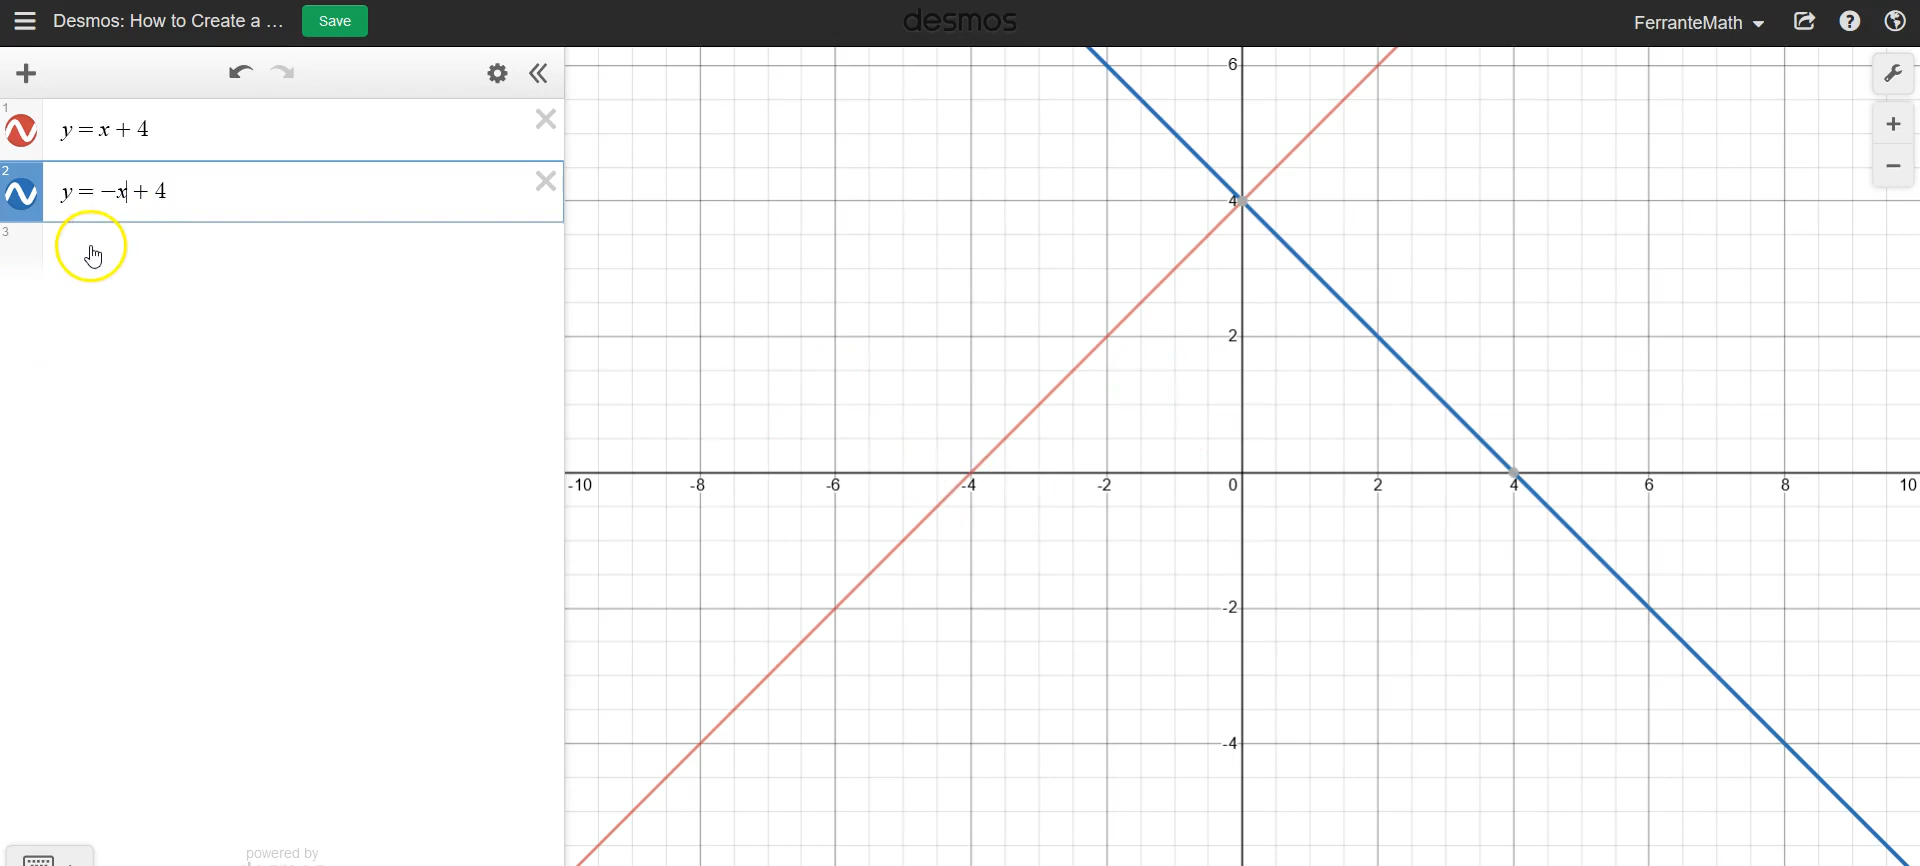 Desmos: How to Create a ...
Save
desmos
FerranteMath
1
y = x + 4
2
y = −x + 4
3
6
4
2
-10 -8 -6 -4 -2 0 2 4 6 8 10
-2
-4
powered by